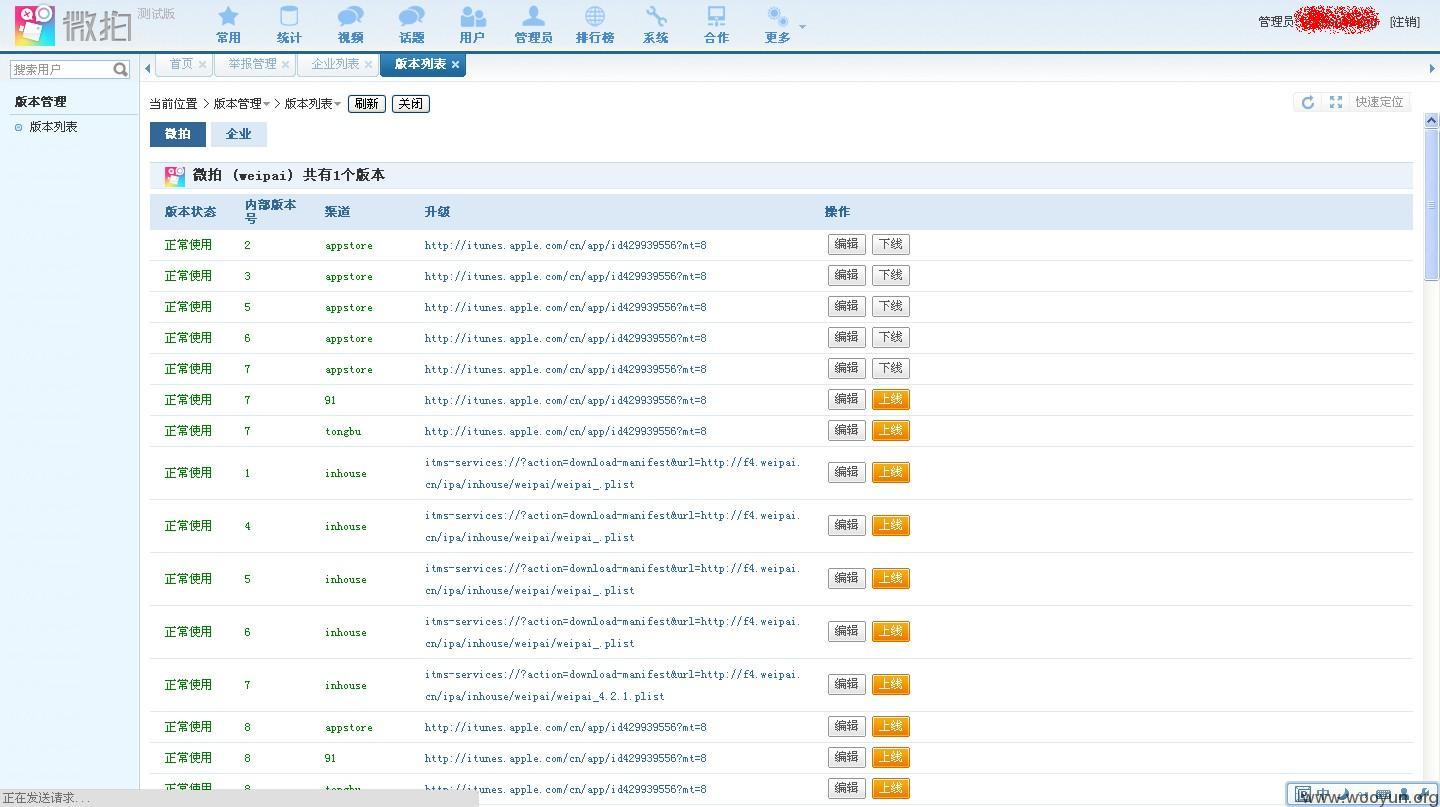 微拍 测试版
常用 统计 视频 话题 用户 管理员 排行榜 系统 合作 更多
管理员 [注销]
搜索用户
首页 × 举报管理 × 企业列表 × 版本列表 ×
版本管理
版本列表
当前位置 > 版本管理 > 版本列表 刷新 关闭
快速定位
微拍 企业
微拍 (weipai) 共有1个版本
版本状态 内部版本号 渠道 升级 操作
正常使用 2 appstore http://itunes.apple.com/cn/app/id429939556?mt=8 编辑 下线
正常使用 3 appstore http://itunes.apple.com/cn/app/id429939556?mt=8 编辑 下线
正常使用 5 appstore http://itunes.apple.com/cn/app/id429939556?mt=8 编辑 下线
正常使用 6 appstore http://itunes.apple.com/cn/app/id429939556?mt=8 编辑 下线
正常使用 7 appstore http://itunes.apple.com/cn/app/id429939556?mt=8 编辑 下线
正常使用 7 91 http://itunes.apple.com/cn/app/id429939556?mt=8 编辑 上线
正常使用 7 tongbu http://itunes.apple.com/cn/app/id429939556?mt=8 编辑 上线
正常使用 1 inhouse itms-services://?action=download-manifest&url=http://f4.weipai.
cn/ipa/inhouse/weipai/weipai_.plist 编辑 上线
正常使用 4 inhouse itms-services://?action=download-manifest&url=http://f4.weipai.
cn/ipa/inhouse/weipai/weipai_.plist 编辑 上线
正常使用 5 inhouse itms-services://?action=download-manifest&url=http://f4.weipai.
cn/ipa/inhouse/weipai/weipai_.plist 编辑 上线
正常使用 6 inhouse itms-services://?action=download-manifest&url=http://f4.weipai.
cn/ipa/inhouse/weipai/weipai_.plist 编辑 上线
正常使用 7 inhouse itms-services://?action=download-manifest&url=http://f4.weipai.
cn/ipa/inhouse/weipai/weipai_4.2.1.plist 编辑 上线
正常使用 8 appstore http://itunes.apple.com/cn/app/id429939556?mt=8 编辑 上线
正常使用 8 91 http://itunes.apple.com/cn/app/id429939556?mt=8 编辑 上线
正常使用 8 tongbu http://itunes.apple.com/cn/app/id429939556?mt=8 编辑 上线
正在发送请求...
www.wooyun.org